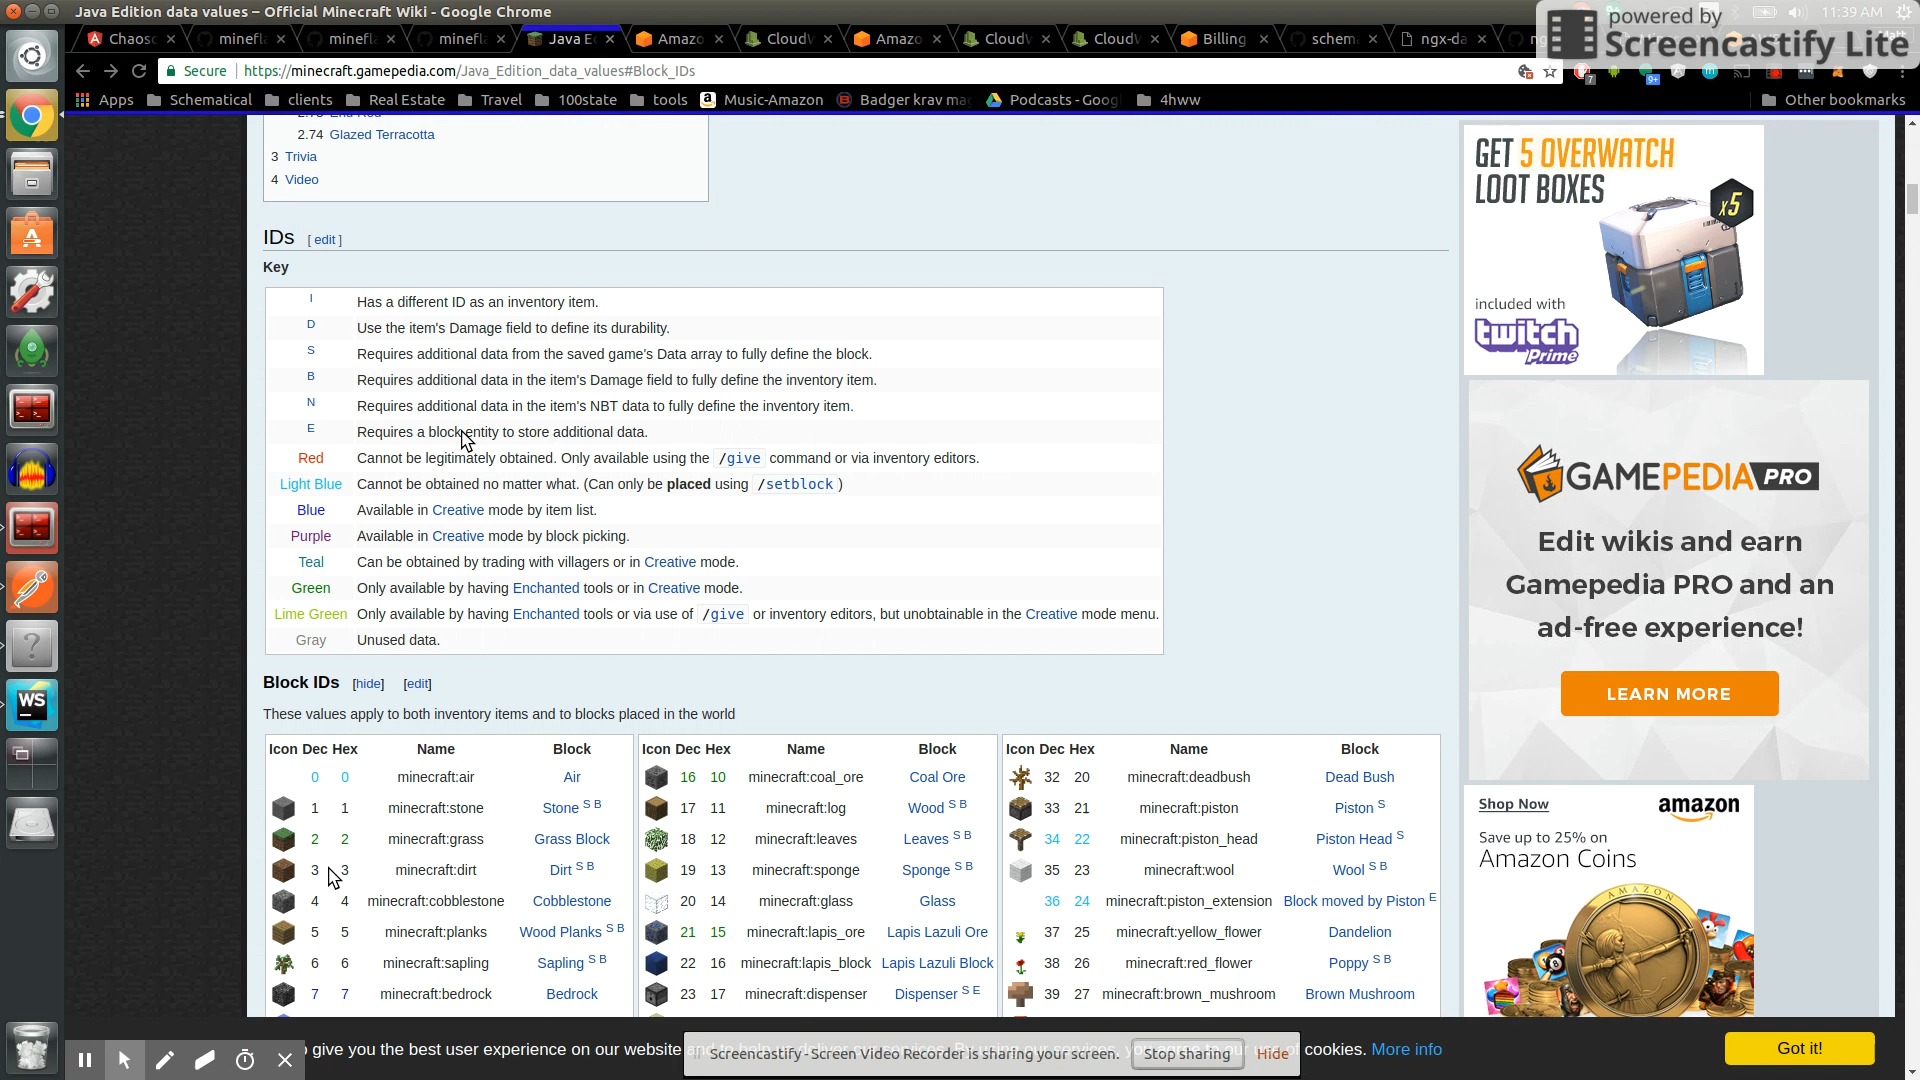 Java Edition data values – Official Minecraft Wiki - Google Chrome
11:39 AM
powered by
Screencastify Lite
Chaosc
minefl
minefl
minefl
Java E
Amazo
CloudV
Amazo
CloudV
CloudV
Billing
schem
ngx-da
Secure
https://minecraft.gamepedia.com/Java_Edition_data_values#Block_IDs
Apps
Schematical
clients
Real Estate
Travel
100state
tools
Music-Amazon
Badger krav ma
Podcasts - Goog
4hww
Other bookmarks
2.74 Glazed Terracotta
3 Trivia
4 Video
IDs [ edit ]
Key
I Has a different ID as an inventory item.
D Use the item's Damage field to define its durability.
S Requires additional data from the saved game's Data array to fully define the block.
B Requires additional data in the item's Damage field to fully define the inventory item.
N Requires additional data in the item's NBT data to fully define the inventory item.
E Requires a block entity to store additional data.
Red Cannot be legitimately obtained. Only available using the /give command or via inventory editors.
Light Blue Cannot be obtained no matter what. (Can only be placed using /setblock )
Blue Available in Creative mode by item list.
Purple Available in Creative mode by block picking.
Teal Can be obtained by trading with villagers or in Creative mode.
Green Only available by having Enchanted tools or in Creative mode.
Lime Green Only available by having Enchanted tools or via use of /give or inventory editors, but unobtainable in the Creative mode menu.
Gray Unused data.
Block IDs [hide] [edit]
These values apply to both inventory items and to blocks placed in the world
Icon Dec Hex Name Block
0 0 minecraft:air Air
1 1 minecraft:stone Stone S B
2 2 minecraft:grass Grass Block
3 3 minecraft:dirt Dirt S B
4 4 minecraft:cobblestone Cobblestone
5 5 minecraft:planks Wood Planks S B
6 6 minecraft:sapling Sapling S B
7 7 minecraft:bedrock Bedrock
Icon Dec Hex Name Block
16 10 minecraft:coal_ore Coal Ore
17 11 minecraft:log Wood S B
18 12 minecraft:leaves Leaves S B
19 13 minecraft:sponge Sponge S B
20 14 minecraft:glass Glass
21 15 minecraft:lapis_ore Lapis Lazuli Ore
22 16 minecraft:lapis_block Lapis Lazuli Block
23 17 minecraft:dispenser Dispenser S E
Icon Dec Hex Name Block
32 20 minecraft:deadbush Dead Bush
33 21 minecraft:piston Piston S
34 22 minecraft:piston_head Piston Head S
35 23 minecraft:wool Wool S B
36 24 minecraft:piston_extension Block moved by Piston E
37 25 minecraft:yellow_flower Dandelion
38 26 minecraft:red_flower Poppy S B
39 27 minecraft:brown_mushroom Brown Mushroom
GET 5 OVERWATCH
LOOT BOXES
x5
included with
twitch
Prime
GAMEPEDIA PRO
Edit wikis and earn
Gamepedia PRO and an
ad-free experience!
LEARN MORE
Shop Now
amazon
Save up to 25% on
Amazon Coins
AMAZON
WS
give you the best user experience on our website
cookies. More info
Got it!
Screencastify - Screen Video Recorder is sharing your screen.
Stop sharing
Hide